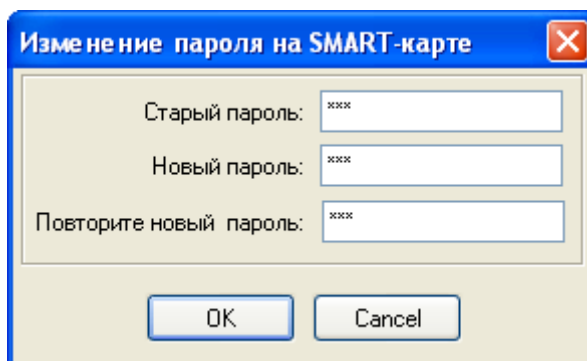 Изменение пароля на SMART-карте
Старый пароль: ***
Новый пароль: ***
Повторите новый пароль: ***
OK Cancel